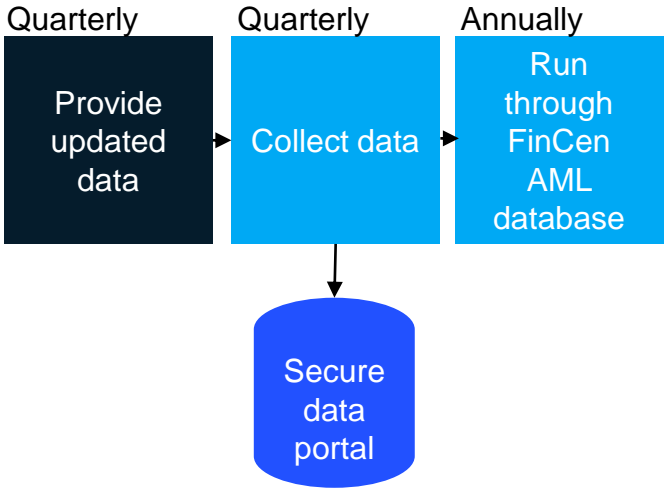 Quarterly
Quarterly
Annually
Provide
updated
data
Collect data
Run
through
FinCen
AML
database
Secure
data
portal